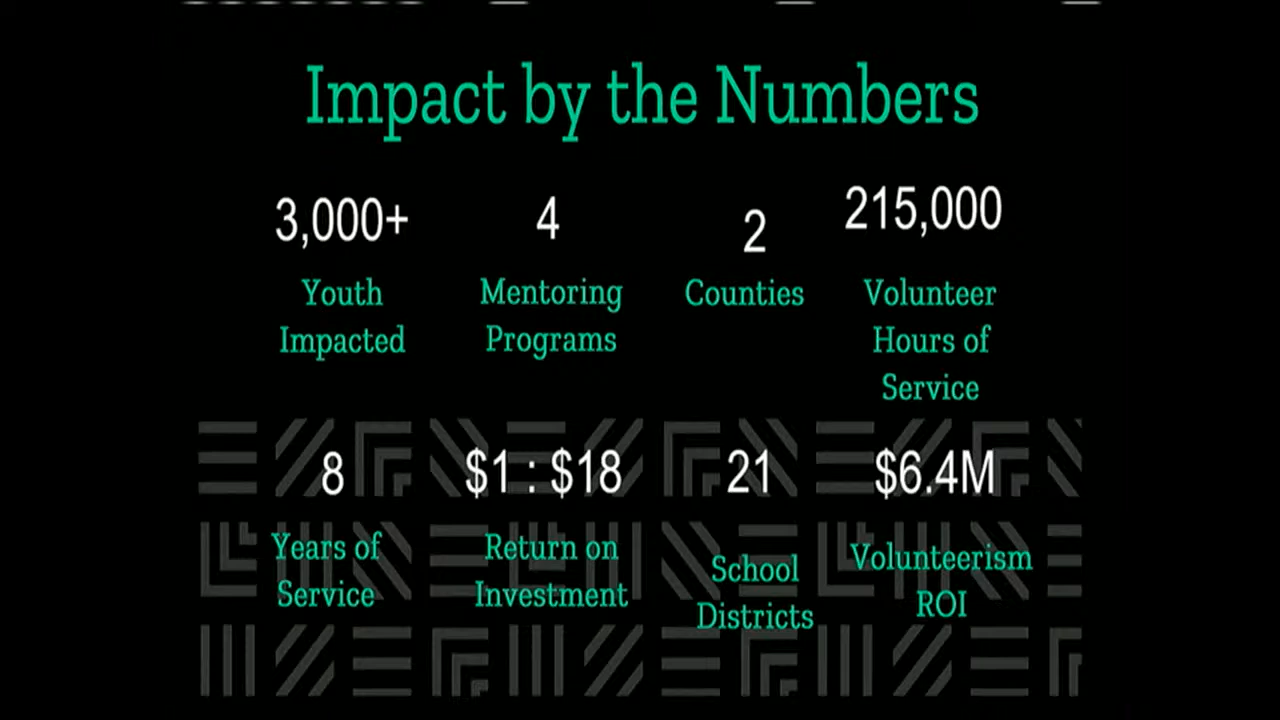 Impact by the Numbers
3,000+
4
2
215,000
Youth
Impacted
Mentoring
Programs
Counties
Volunteer
Hours of
Service
8
$1 : $18
21
$6.4M
Years of
Service
Return on
Investment
School
Districts
Volunteerism
ROI